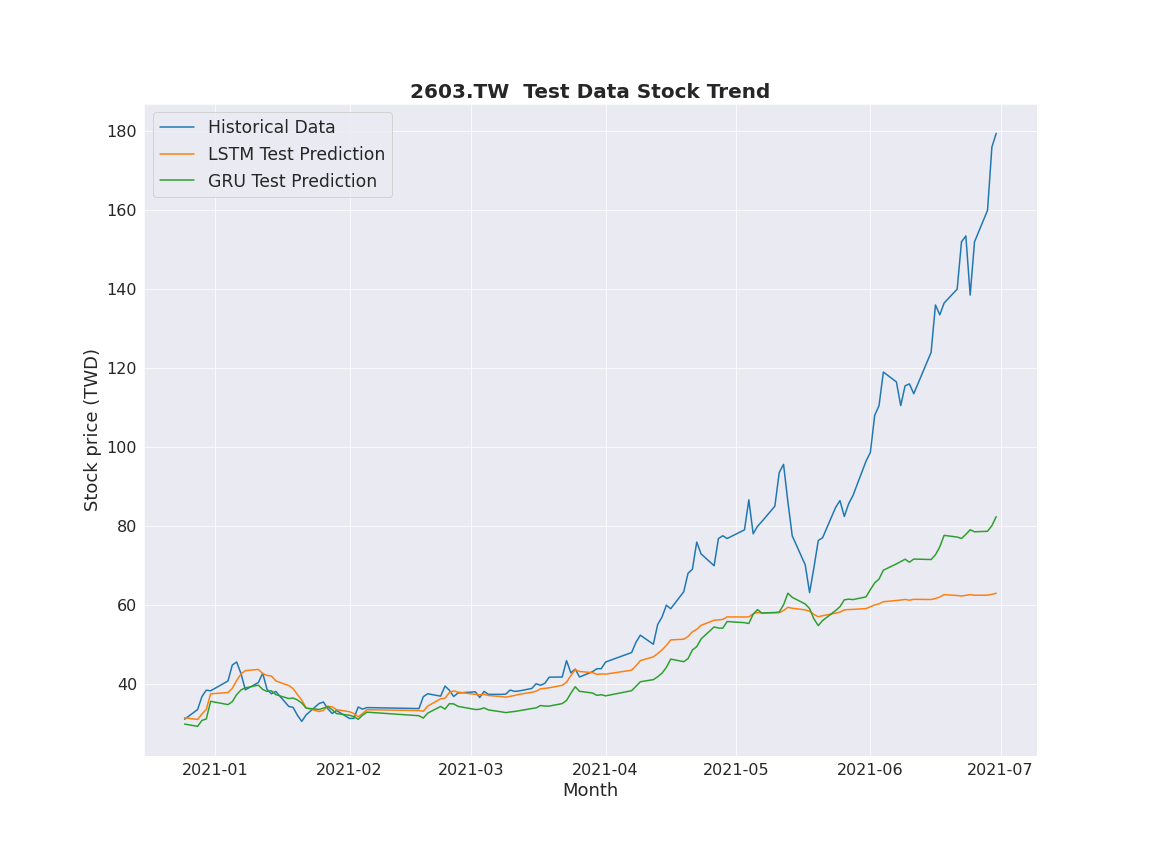 2603.TW  Test Data Stock Trend
Historical Data
LSTM Test Prediction
GRU Test Prediction
180
160
140
120
100
80
60
40
Stock price (TWD)
2021-01
2021-02
2021-03
2021-04
2021-05
2021-06
2021-07
Month